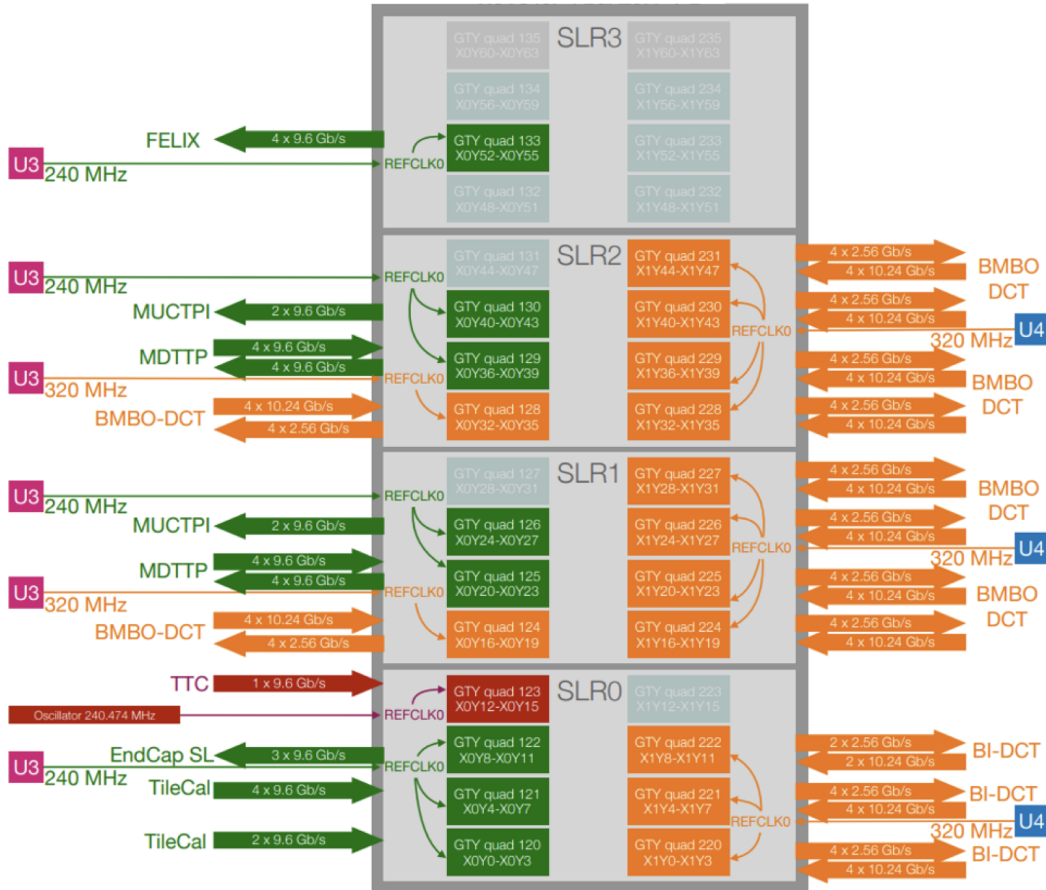 SLR3
GTY quad 135
X0Y60-X0Y63
GTY quad 235
X1Y60-X1Y63
GTY quad 134
X0Y56-X0Y59
GTY quad 234
X1Y56-X1Y59
FELIX
4 x 9.6 Gb/s
U3
240 MHz
REFCLK0
GTY quad 133
X0Y52-X0Y55
GTY quad 233
X1Y52-X1Y55
GTY quad 132
X0Y48-X0Y51
GTY quad 232
X1Y48-X1Y51
SLR2
U3
240 MHz
REFCLK0
GTY quad 131
X0Y44-X0Y47
GTY quad 231
X1Y44-X1Y47
4 x 2.56 Gb/s
4 x 10.24 Gb/s
BMBO
DCT
MUCTPI
2 x 9.6 Gb/s
GTY quad 130
X0Y40-X0Y43
GTY quad 230
X1Y40-X1Y43
4 x 2.56 Gb/s
4 x 10.24 Gb/s
REFCLK0
U4
320 MHz
MDTTP
4 x 9.6 Gb/s
4 x 9.6 Gb/s
GTY quad 129
X0Y36-X0Y39
GTY quad 229
X1Y36-X1Y39
4 x 2.56 Gb/s
4 x 10.24 Gb/s
BMBO
DCT
U3
320 MHz
REFCLK0
BMBO-DCT
4 x 10.24 Gb/s
4 x 2.56 Gb/s
GTY quad 128
X0Y32-X0Y35
GTY quad 228
X1Y32-X1Y35
4 x 2.56 Gb/s
4 x 10.24 Gb/s
SLR1
U3
240 MHz
REFCLK0
GTY quad 127
X0Y28-X0Y31
GTY quad 227
X1Y28-X1Y31
4 x 2.56 Gb/s
4 x 10.24 Gb/s
BMBO
DCT
MUCTPI
2 x 9.6 Gb/s
GTY quad 126
X0Y24-X0Y27
GTY quad 226
X1Y24-X1Y27
4 x 2.56 Gb/s
4 x 10.24 Gb/s
REFCLK0
U4
320 MHz
MDTTP
4 x 9.6 Gb/s
4 x 9.6 Gb/s
GTY quad 125
X0Y20-X0Y23
GTY quad 225
X1Y20-X1Y23
4 x 2.56 Gb/s
4 x 10.24 Gb/s
BMBO
DCT
U3
320 MHz
REFCLK0
BMBO-DCT
4 x 10.24 Gb/s
4 x 2.56 Gb/s
GTY quad 124
X0Y16-X0Y19
GTY quad 224
X1Y16-X1Y19
4 x 2.56 Gb/s
4 x 10.24 Gb/s
SLR0
TTC
1 x 9.6 Gb/s
GTY quad 123
X0Y12-X0Y15
GTY quad 223
X1Y12-X1Y15
Oscillator 240.474 MHz
REFCLK0
EndCap SL
3 x 9.6 Gb/s
GTY quad 122
X0Y8-X0Y11
GTY quad 222
X1Y8-X1Y11
2 x 2.56 Gb/s
2 x 10.24 Gb/s
BI-DCT
U3
240 MHz
REFCLK0
TileCal
4 x 9.6 Gb/s
GTY quad 121
X0Y4-X0Y7
GTY quad 221
X1Y4-X1Y7
4 x 2.56 Gb/s
4 x 10.24 Gb/s
BI-DCT
REFCLK0
U4
320 MHz
TileCal
2 x 9.6 Gb/s
GTY quad 120
X0Y0-X0Y3
GTY quad 220
X1Y0-X1Y3
4 x 2.56 Gb/s
4 x 10.24 Gb/s
BI-DCT